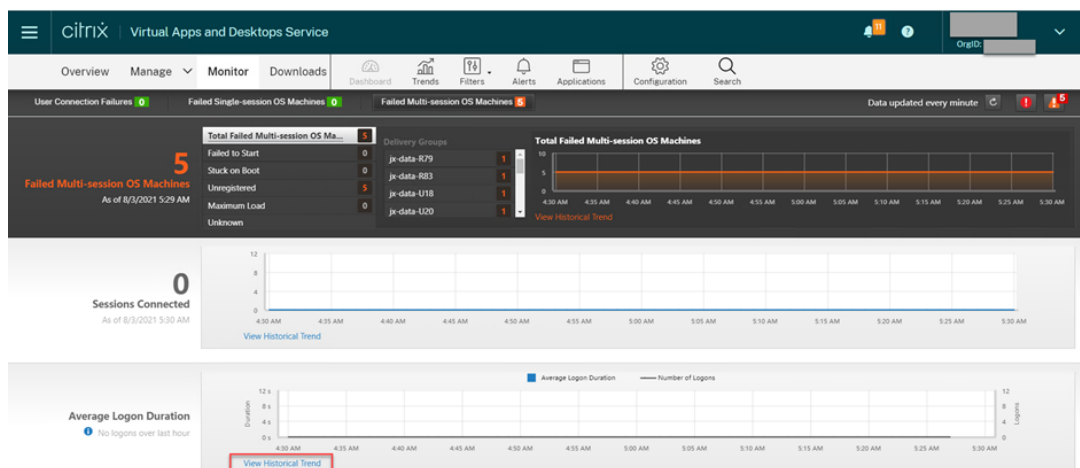 citrix | Virtual Apps and Desktops Service
11
OrgID:
Overview Manage Monitor Downloads Dashboard Trends Filters Alerts Applications Configuration Search
User Connection Failures 0 Failed Single-session OS Machines 0 Failed Multi-session OS Machines 5 Data updated every minute 5
5
Failed Multi-session OS Machines
As of 8/3/2021 5:29 AM
Total Failed Multi-session OS Ma... 5
Failed to Start 0
Stuck on Boot 0
Unregistered 5
Maximum Load 0
Unknown
Delivery Groups
jx-data-R79 1
jx-data-R83 1
jx-data-U18 1
jx-data-U20 1
Total Failed Multi-session OS Machines
10
5
0
4:30 AM 4:35 AM 4:40 AM 4:45 AM 4:50 AM 4:55 AM 5:00 AM 5:05 AM 5:10 AM 5:15 AM 5:20 AM 5:25 AM 5:30 AM
View Historical Trend
0
Sessions Connected
As of 8/3/2021 5:30 AM
12
8
4
0
4:30 AM 4:35 AM 4:40 AM 4:45 AM 4:50 AM 4:55 AM 5:00 AM 5:05 AM 5:10 AM 5:15 AM 5:20 AM 5:25 AM 5:30 AM
View Historical Trend
Average Logon Duration
No logons over last hour
Average Logon Duration Number of Logons
Duration
12 s
8 s
4 s
0 s
12
8
4
0
Logons
4:30 AM 4:35 AM 4:40 AM 4:45 AM 4:50 AM 4:55 AM 5:00 AM 5:05 AM 5:10 AM 5:15 AM 5:20 AM 5:25 AM 5:30 AM
View Historical Trend